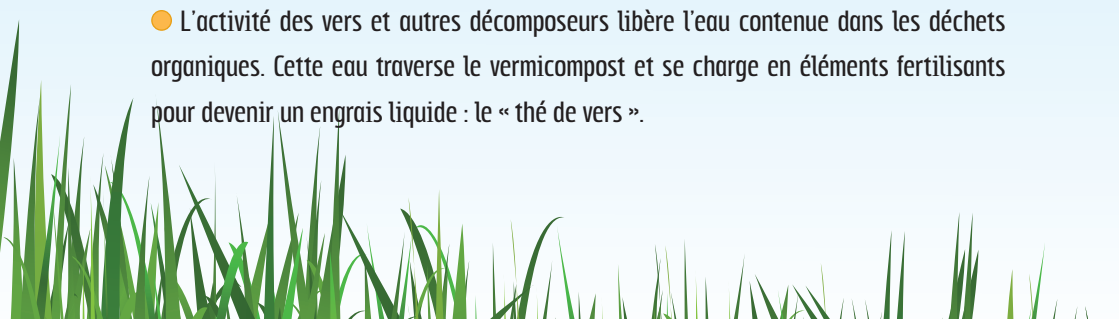 L'activité des vers et autres décomposeurs libère l'eau contenue dans les déchets
organiques. Cette eau traverse le vermicompost et se charge en éléments fertilisants
pour devenir un engrais liquide : le « thé de vers ».